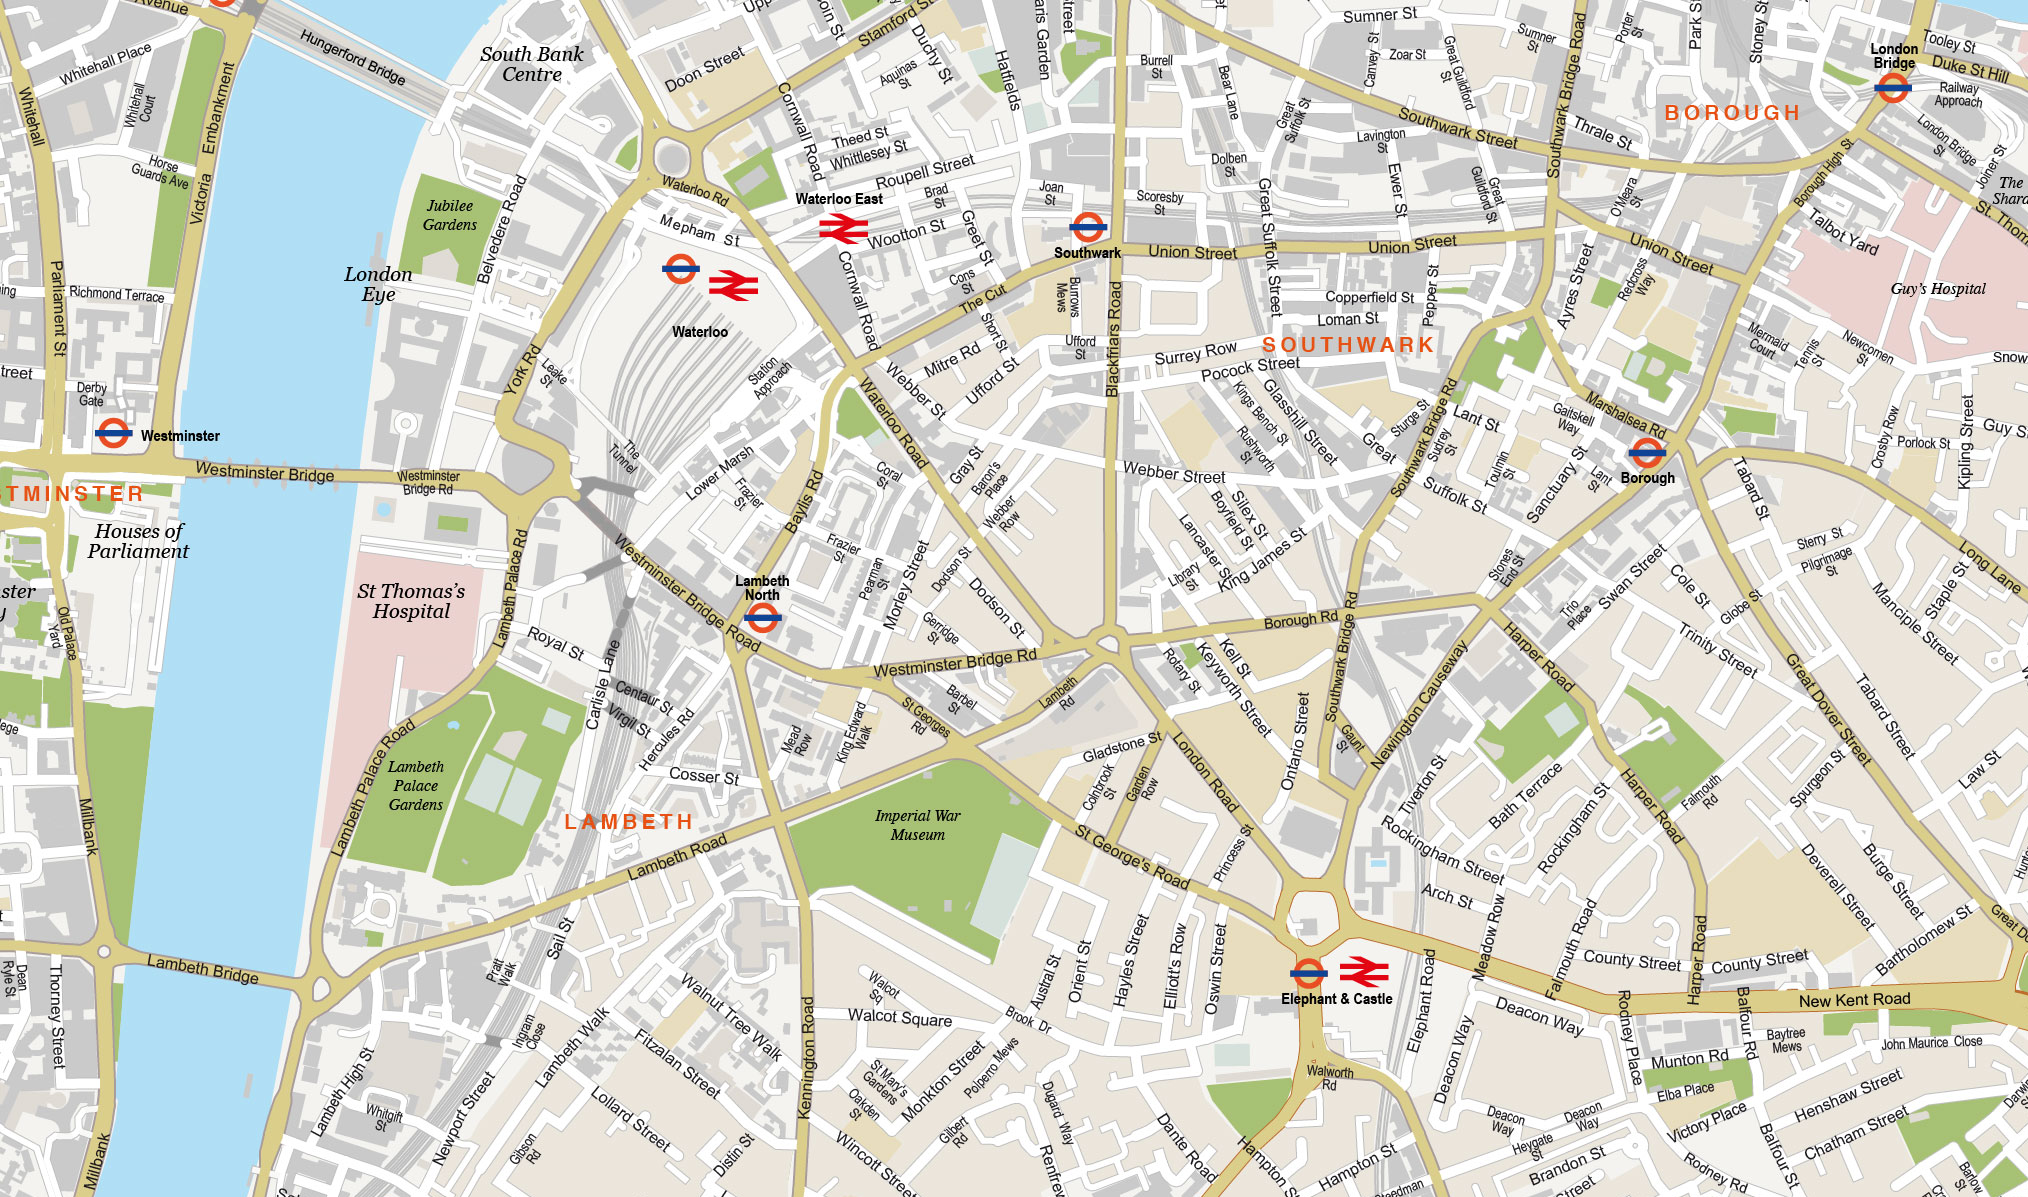 Avenue
Whitehall Place
Whitehall
Whitehall
Court
Horse
Guards Ave
Victoria Embankment
Hungerford Bridge
South Bank
Centre
Doon Street
Stamford St
Duchy St
Aquinas
St
Hatfields
Paris Garden
Cornwall Road
Theed St
Whittlesey St
Roupell Street
Brad
St
Waterloo East
Wootton St
Greet St
Joan
St
Burrell
St
Bear Lane
Dolben
St
Scoresby
St
Great
Suffolk St
Great Suffolk Street
Lavington
St
Ewer St
Great
Guildford St
Sumner St
Canvey St
Zoar St
Great Guildford
St
Sumner
St
Porter
St
Park St
Stoney St
Southwark Street
Southwark Bridge Road
Thrale St
BOROUGH
London
Bridge
Tooley St
Duke St Hill
Railway
Approach
London Bridge
St
Joiner St
The
Shard
St. Thom
Borough High St
Talbot Yard
Guy's Hospital
O'Meara
St
Union Street
Redcross
Way
Ayres Street
Union Street
Union Street
Southwark
Jubilee
Gardens
Belvedere Road
London
Eye
Waterloo Rd
Mepham St
Waterloo
Cornwall Road
The Cut
Cons
St
Short St
Burrows
Mews
Ufford
St
Mitre Rd
Ufford St
Blackfriars Road
Copperfield St
Loman St
Pepper St
SOUTHWARK
Surrey Row
Pocock Street
Mermaid
Court
Tennis
St
Newcomen
St
Snow
Richmond Terrace
Parliament St
Derby
Gate
Westminster
York Rd
Leake
St
Station
Approach
The
Tunnel
Webber St
Waterloo Road
Lower Marsh
Frazier
St
Baylis Rd
Coral
St
Gray St
Baron's
Place
Webber
Row
Webber Street
Kings Bench St
Glasshill Street
Rushworth
St
Great
Sturge St
Southwark Bridge Rd
Sudrey
St
Lant St
Suffolk St
Toulmin
St
Sanctuary St
Gaitskell
Way
Marshalsea Rd
Lant
St
Borough
Crosby Row
Porlock St
Kipling Street
Guy S
Tabard St
Westminster Bridge
Westminster
Bridge Rd
Houses of
Parliament
St Thomas's
Hospital
Lambeth Palace Rd
Westminster Bridge Road
Lambeth
North
Frazier
St
Pearman
St
Morley Street
Dodson St
Dodson St
Gerridge
St
Silex St
Boyfield St
Lancaster St
Library
St
King James St
Stones
End St
Trio
Place
Swan Street
Cole St
Globe St
Sterry St
Pilgrimage
St
Long Lane
Staple St
Manciple Street
Trinity Street
Old Palace
Yard
Royal St
Carlisle Lane
Centaur St
Virgil St
Hercules Rd
Westminster Bridge Rd
Barbel
St
St Georges
Rd
Lambeth
Rd
Borough Rd
Rotary St
Keyworth Street
Kell St
Southwark Bridge Rd
Ontario Street
Gaunt
St
Newington Causeway
Harper Road
Great Dover Street
Tabard Street
Law St
Lambeth Palace Road
Lambeth
Palace
Gardens
Mead
Row
King Edward
Walk
Cosser St
LAMBETH
Lambeth Road
Imperial War
Museum
Gladstone St
Colnbrook
St
Garden
Row
London Road
Princess St
St George's Road
Tiverton St
Bath Terrace
Rockingham St
Rockingham Street
Arch St
Meadow Row
Falmouth Road
Falmouth
Rd
Harper Road
Spurgeon St
Deverell Street
Burge Street
Bartholomew St
Millbank
Lambeth Bridge
Thorney Street
Dean
Ryle St
Sail St
Pratt
Walk
Walnut Tree Walk
Kennington Road
Walcot
Sq
Walcot Square
Brook Dr
Austral St
Orient St
Hayles Street
Elliott's Row
Oswin Street
Elephant & Castle
Elephant Road
County Street
County Street
Harper Road
New Kent Road
Deacon Way
Deacon Way
Rodney Place
Balfour Rd
Munton Rd
Baytree
Mews
John Maurice Close
Elba Place
Victory Place
Henshaw Street
Chatham Street
Balfour St
Rodney Rd
Deacon
Way
Deacon
Way
Heygate
St
Brandon St
Walworth
Rd
Hampton St
Hampton S
Steedman
Dante Road
Renfrew
Dugard Way
Gilbert
Rd
Polperro Mews
Monkton Street
St Mary's
Gardens
Oakden
St
Wincott Street
Distin St
Lollard Street
Fitzalan Street
Lambeth Walk
Ingram
Close
Gibson
Rd
Newport Street
Lambeth High St
Whitgift
St
Millbank